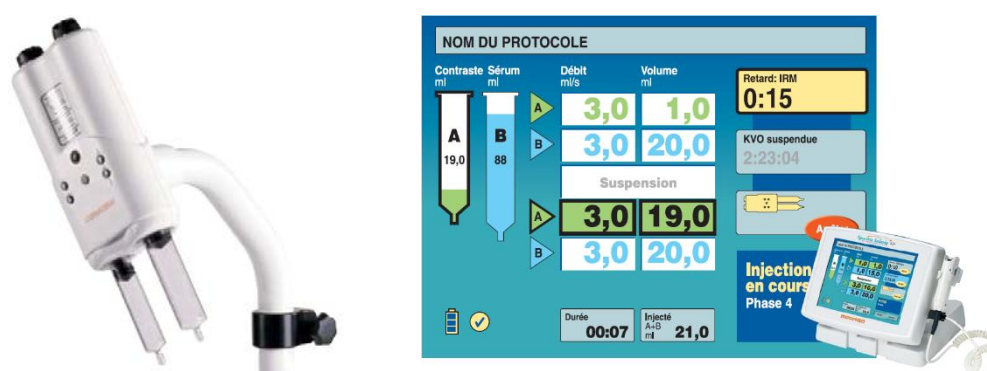 NOM DU PROTOCOLE
Contraste Sérum Débit Volume
ml ml ml/s ml
A 3,0 1,0
A B B 3,0 20,0
19,0 88
Suspension
A 3,0 19,0
B 3,0 20,0
Retard: IRM
0:15
KVO suspendue
2:23:04
Injection
en cours
Phase 4
Durée
00:07
Injecté
A+B
ml 21,0